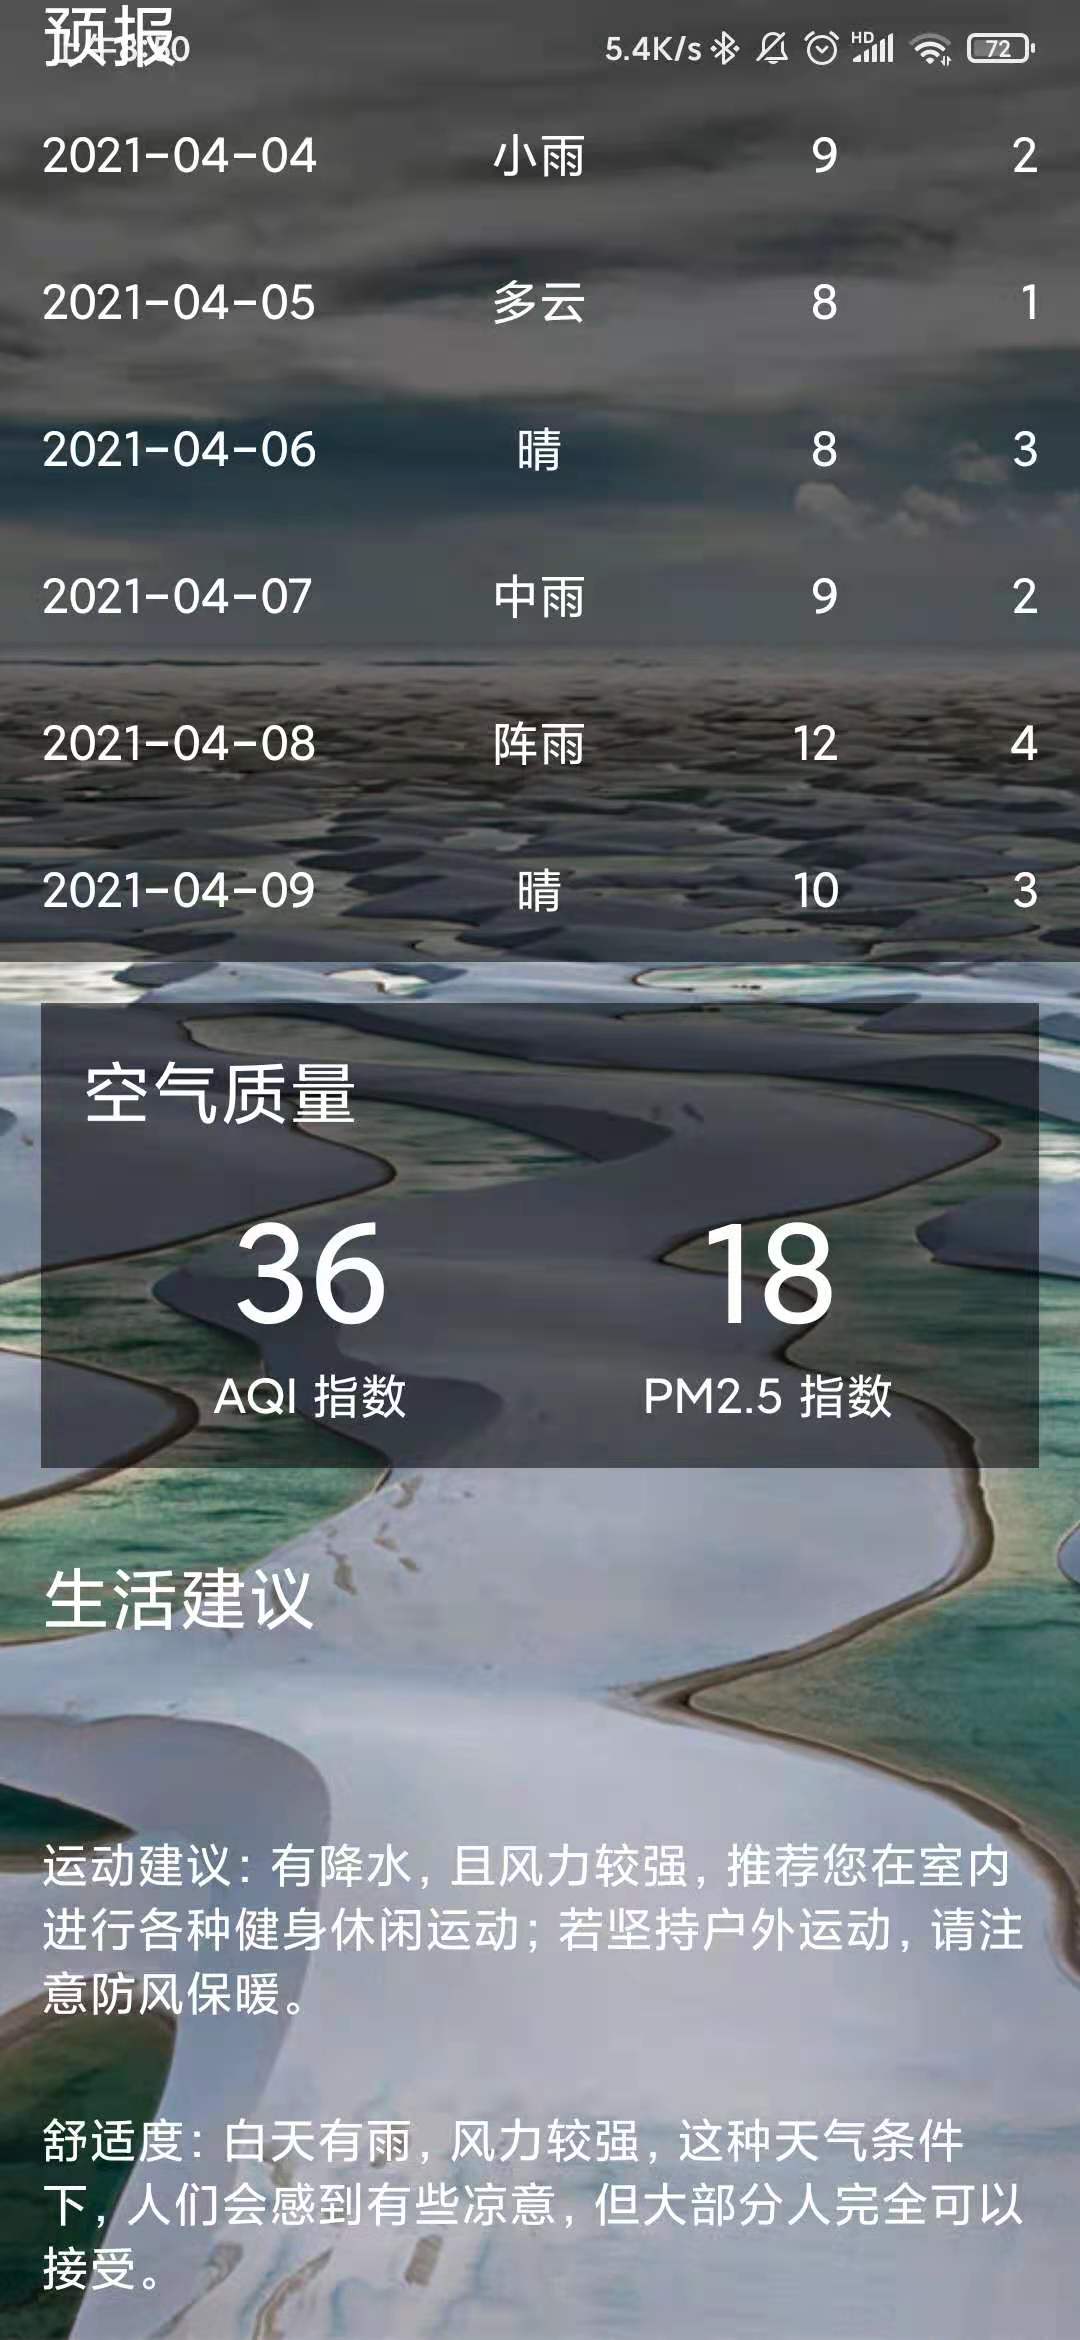 预报
5.4K/s HD 72
2021-04-04 小雨 9 2
2021-04-05 多云 8 1
2021-04-06 晴 8 3
2021-04-07 中雨 9 2
2021-04-08 阵雨 12 4
2021-04-09 晴 10 3
空气质量
36 18
AQI 指数 PM2.5 指数
生活建议
运动建议：有降水，且风力较强，推荐您在室内
进行各种健身休闲运动；若坚持户外运动，请注
意防风保暖。
舒适度：白天有雨，风力较强，这种天气条件
下，人们会感到有些凉意，但大部分人完全可以
接受。